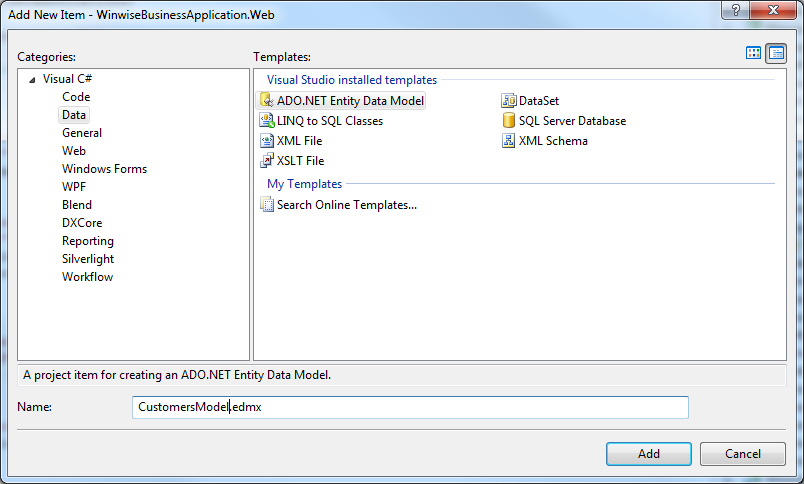 Add New Item - WinwiseBusinessApplication.Web
?
Categories:
Templates:
Visual C#
Code
Data
General
Web
Windows Forms
WPF
Blend
DXCore
Reporting
Silverlight
Workflow
Visual Studio installed templates
ADO.NET Entity Data Model
DataSet
LINQ to SQL Classes
SQL Server Database
XML File
XML Schema
XSLT File
My Templates
Search Online Templates...
A project item for creating an ADO.NET Entity Data Model.
Name:
CustomersModel.edmx
Add
Cancel